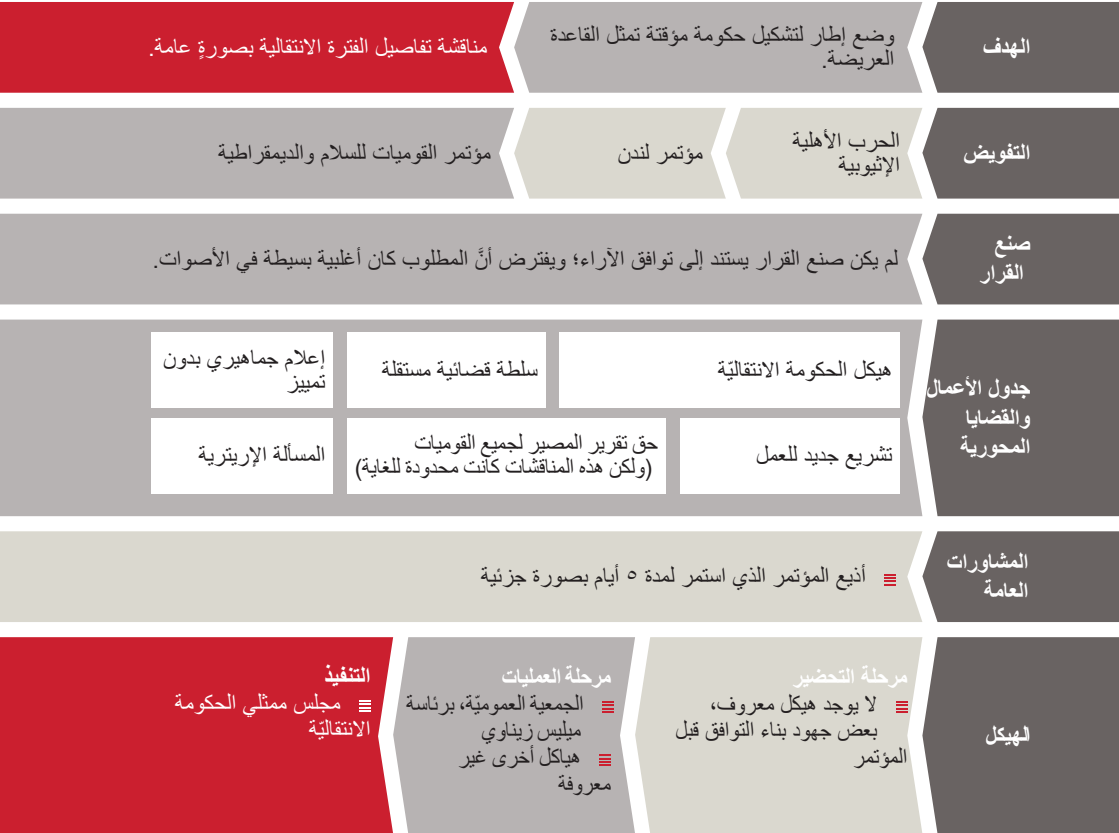 الهدف
وضع إطار لتشكيل حكومة مؤقتة تمثل القاعدة
العريضة.
مناقشة تفاصيل الفترة الانتقالية بصورةٍ عامة.
التفويض
الحرب الأهلية
الإثيوبية
مؤتمر لندن
مؤتمر القوميات للسلام والديمقراطية
صنع
القرار
لم يكن صنع القرار يستند إلى توافق الآراء؛ ويفترض أنَّ المطلوب كان أغلبية بسيطة في الأصوات.
جدول الأعمال
والقضايا
المحورية
هيكل الحكومة الانتقاليّة
سلطة قضائية مستقلة
إعلام جماهيري بدون
تمييز
تشريع جديد للعمل
حق تقرير المصير لجميع القوميات
(ولكن هذه المناقشات كانت محدودة للغاية)
المسألة الإريترية
المشاورات
العامة
أذيع المؤتمر الذي استمر لمدة ٥ أيام بصورة جزئية
الهيكل
مرحلة التحضير
لا يوجد هيكل معروف،
بعض جهود بناء التوافق قبل
المؤتمر
مرحلة العمليات
الجمعية العموميّة، برئاسة
ميليس زيناوي
هياكل أخرى غير
معروفة
التنفيذ
مجلس ممثلي الحكومة
الانتقاليّة